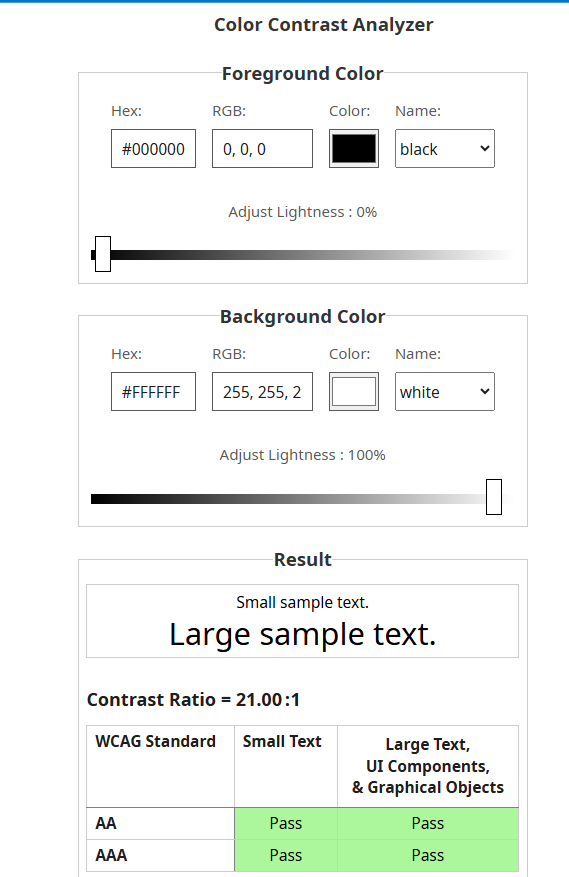 Color Contrast Analyzer
Foreground Color
Hex: RGB: Color: Name:
#000000 0, 0, 0 black
Adjust Lightness : 0%
Background Color
Hex: RGB: Color: Name:
#FFFFFF 255, 255, 2 white
Adjust Lightness : 100%
Result
Small sample text.
Large sample text.
Contrast Ratio = 21.00:1
WCAG Standard Small Text Large Text,
UI Components,
& Graphical Objects
AA Pass Pass
AAA Pass Pass